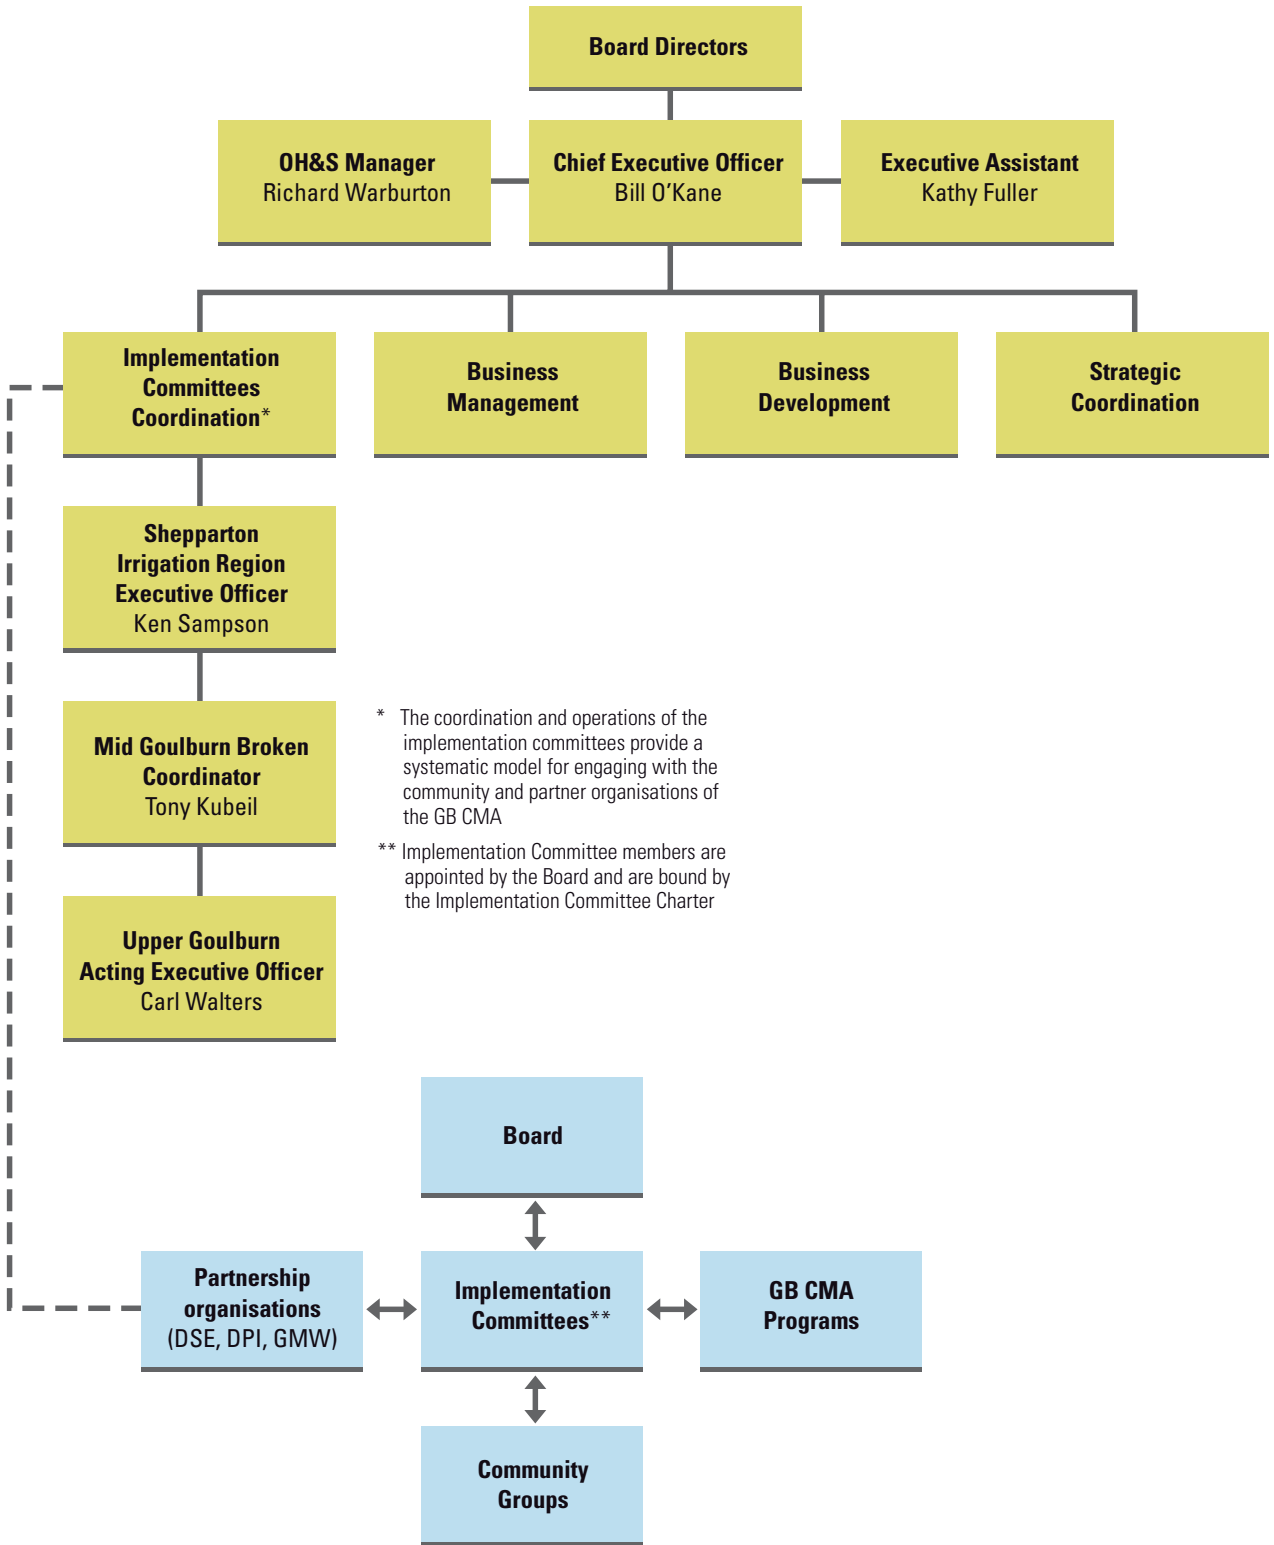 Board Directors
OH&S Manager
Richard Warburton
Chief Executive Officer
Bill O'Kane
Executive Assistant
Kathy Fuller
Implementation
Committees
Coordination*
Business
Management
Business
Development
Strategic
Coordination
Shepparton
Irrigation Region
Executive Officer
Ken Sampson
Mid Goulburn Broken
Coordinator
Tony Kubeil
Upper Goulburn
Acting Executive Officer
Carl Walters
* The coordination and operations of the
implementation committees provide a
systematic model for engaging with the
community and partner organisations of
the GB CMA
** Implementation Committee members are
appointed by the Board and are bound by
the Implementation Committee Charter
Board
Partnership
organisations
(DSE, DPI, GMW)
Implementation
Committees**
GB CMA
Programs
Community
Groups